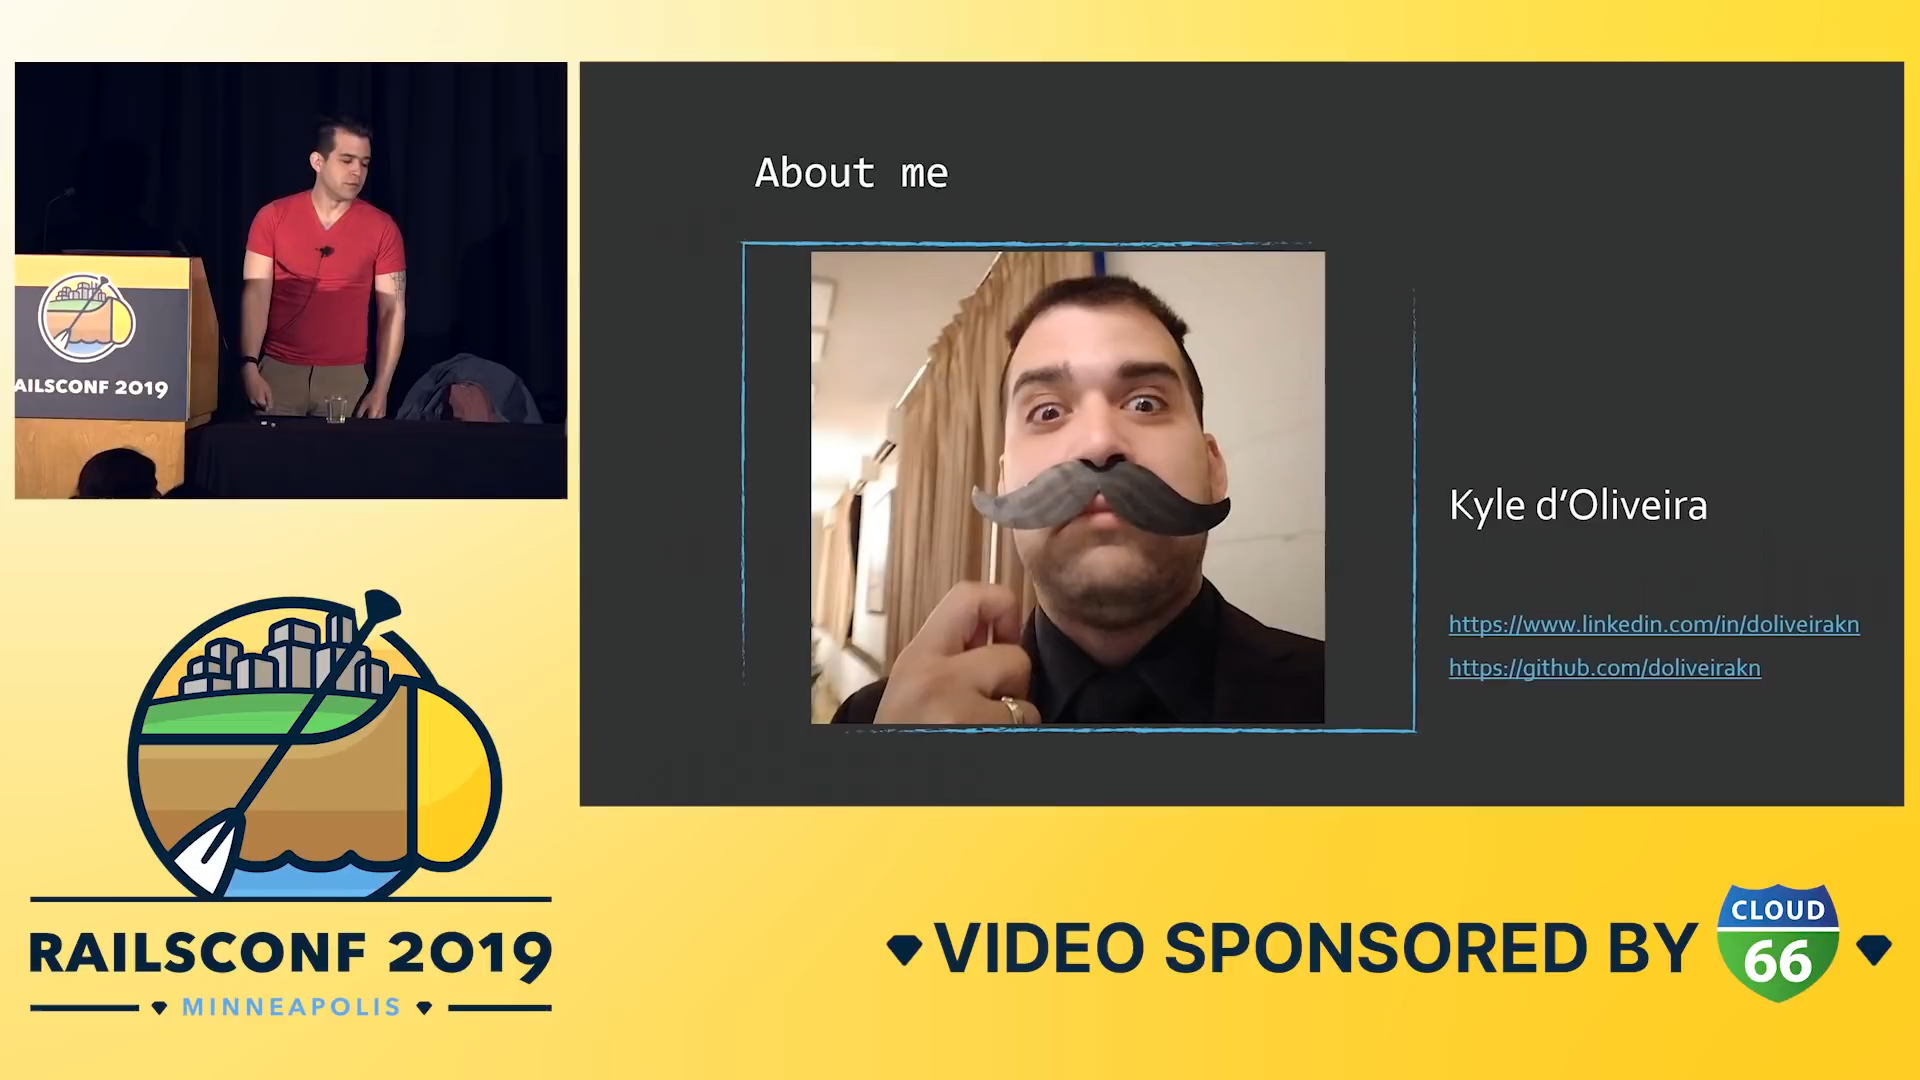 About me
Kyle d’Oliveira
https://www.linkedin.com/in/doliveirakn
https://github.com/doliveirakn
AILSCONF 2019
RAILSCONF 2019
MINNEAPOLIS
VIDEO SPONSORED BY
CLOUD
66